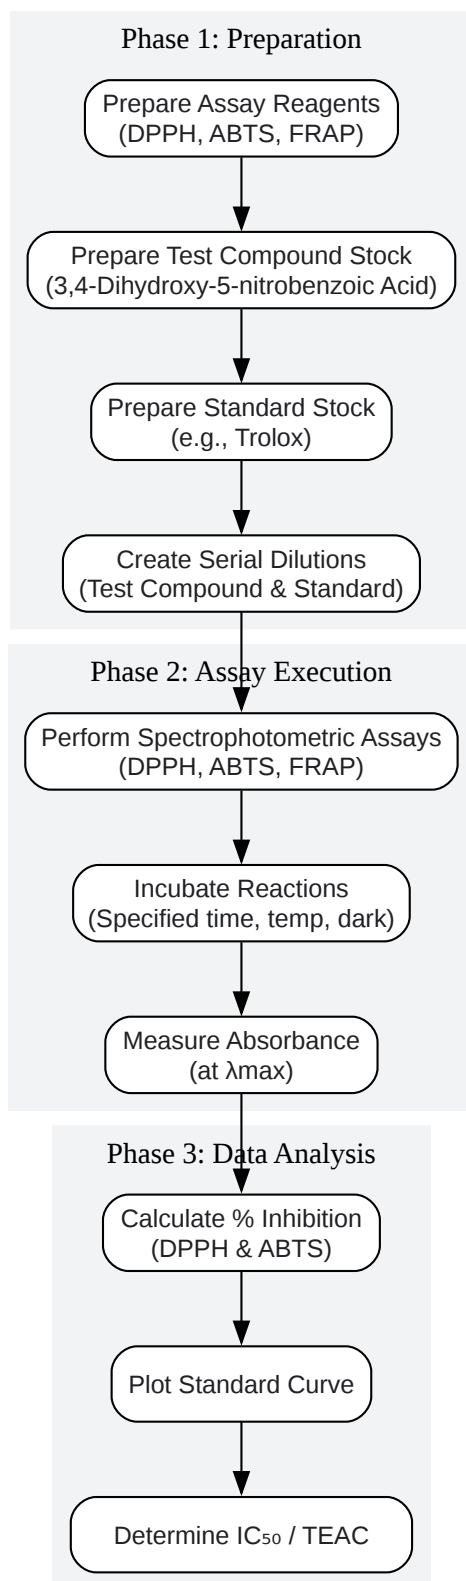 Phase 1: Preparation
Prepare Assay Reagents
(DPPH, ABTS, FRAP)
Prepare Test Compound Stock
(3,4-Dihydroxy-5-nitrobenzoic Acid)
Prepare Standard Stock
(e.g., Trolox)
Create Serial Dilutions
(Test Compound & Standard)
Phase 2: Assay Execution
Perform Spectrophotometric Assays
(DPPH, ABTS, FRAP)
Incubate Reactions
(Specified time, temp, dark)
Measure Absorbance
(at λmax)
Phase 3: Data Analysis
Calculate % Inhibition
(DPPH & ABTS)
Plot Standard Curve
Determine IC₅₀ / TEAC